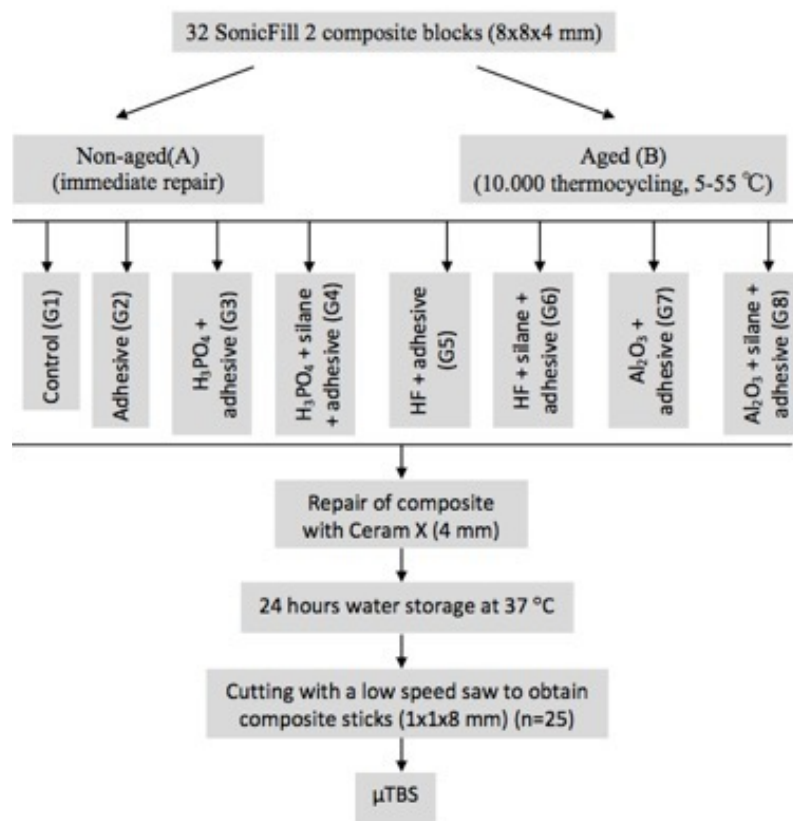 32 SonicFill 2 composite blocks (8x8x4 mm)
Non-aged(A)
(immediate repair)
Aged (B)
(10.000 thermocycling, 5-55 ℃)
Control (G1)
Adhesive (G2)
H₃PO₄ +
adhesive (G3)
H₃PO₄ + silane
+ adhesive (G4)
HF + adhesive
(G5)
HF + silane +
adhesive (G6)
Al₂O₃ +
adhesive (G7)
Al₂O₃ + silane +
adhesive (G8)
Repair of composite
with Ceram X (4 mm)
24 hours water storage at 37 °C
Cutting with a low speed saw to obtain
composite sticks (1x1x8 mm) (n=25)
μTBS